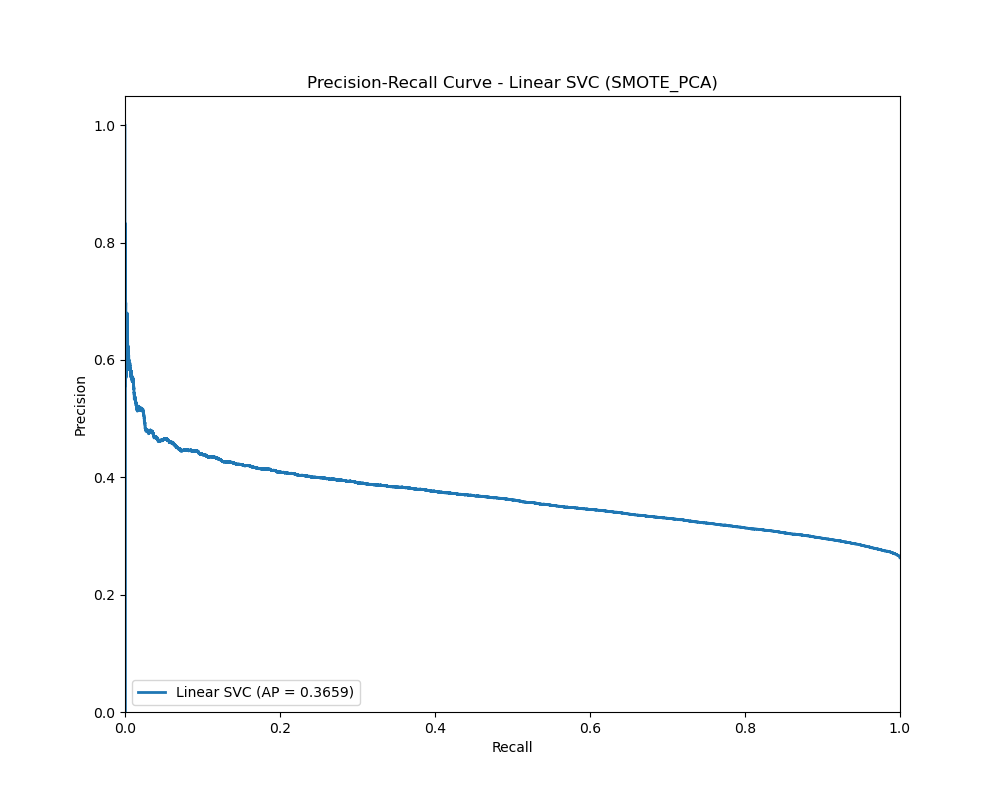 Precision-Recall Curve - Linear SVC (SMOTE_PCA)
1.0
0.8
0.6
0.4
0.2
0.0
Precision
Linear SVC (AP = 0.3659)
0.0 0.2 0.4 0.6 0.8 1.0
Recall